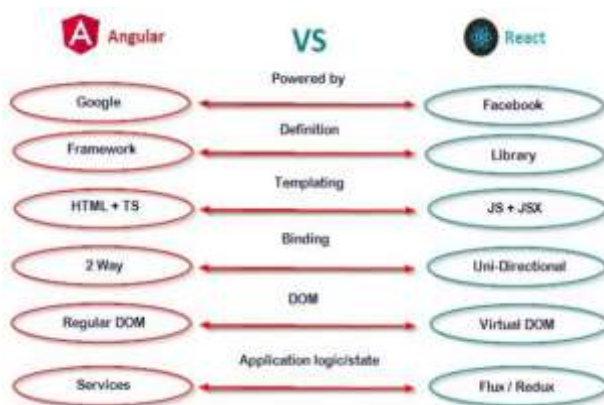 Angular VS React
Powered by
Google Facebook
Definition
Framework Library
Templating
HTML + TS JS + JSX
Binding
2 Way Uni-Directional
DOM
Regular DOM Virtual DOM
Application logic/state
Services Flux / Redux